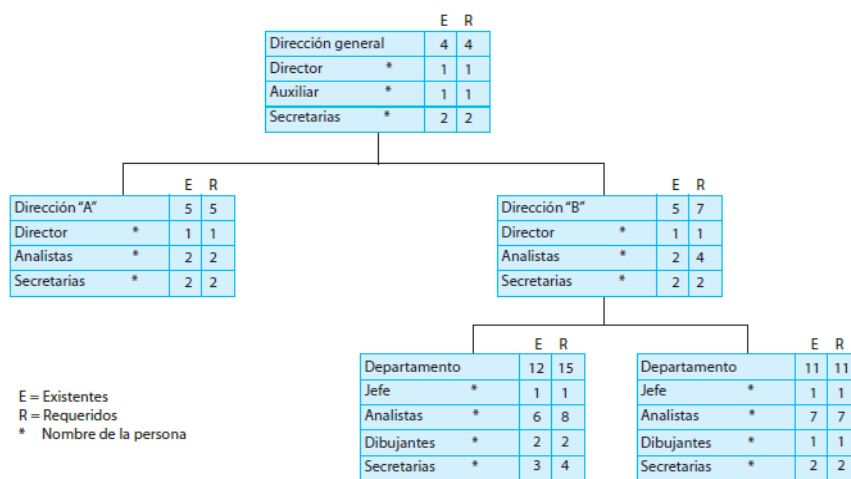 E R
Dirección general 4 4
Director * 1 1
Auxiliar * 1 1
Secretarias * 2 2
E R
Dirección "A" 5 5
Director * 1 1
Analistas * 2 2
Secretarias * 2 2
E R
Dirección "B" 5 7
Director * 1 1
Analistas * 2 4
Secretarias * 2 2
E R
Departamento 12 15
Jefe * 1 1
Analistas * 6 8
Dibujantes * 2 2
Secretarias * 3 4
E R
Departamento 11 11
Jefe * 1 1
Analistas * 7 7
Dibujantes * 1 1
Secretarias * 2 2
E = Existentes
R = Requeridos
* Nombre de la persona